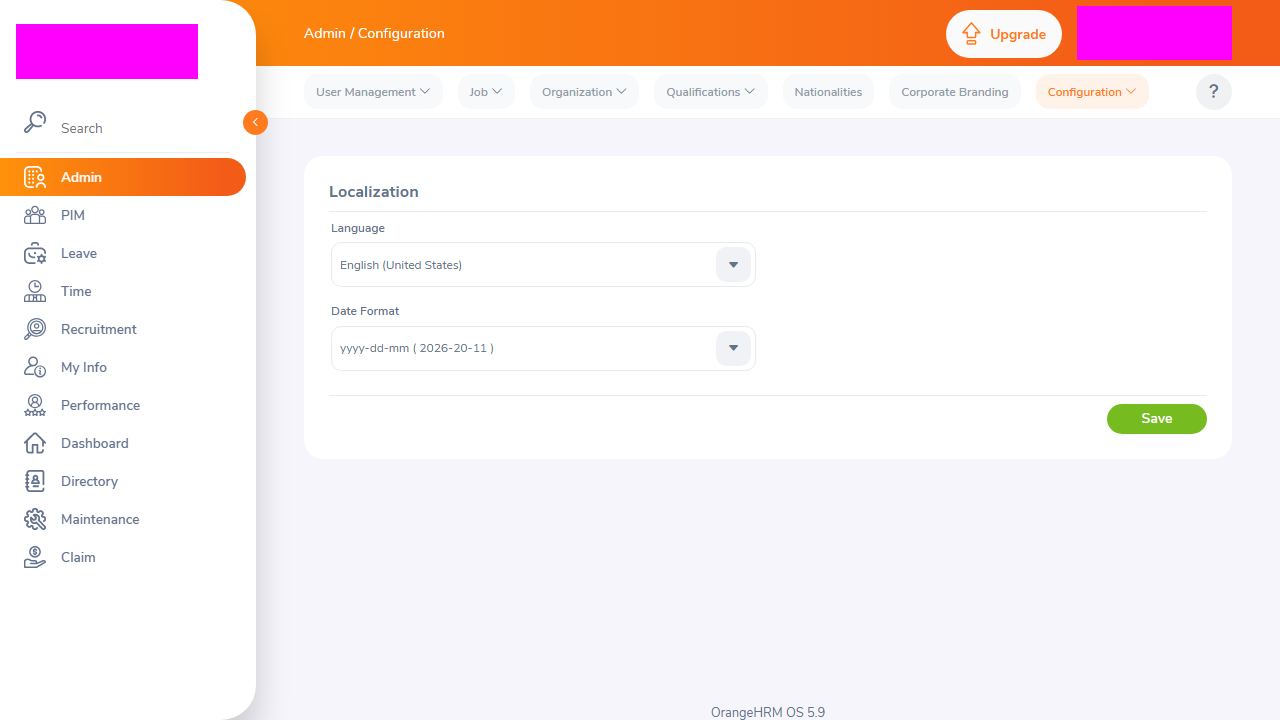 Admin / Configuration
Upgrade
User Management
Job
Organization
Qualifications
Nationalities
Corporate Branding
Configuration
?
Search
Admin
PIM
Leave
Time
Recruitment
My Info
Performance
Dashboard
Directory
Maintenance
Claim
Localization
Language
English (United States)
Date Format
yyyy-dd-mm ( 2026-20-11 )
Save
OrangeHRM OS 5.9